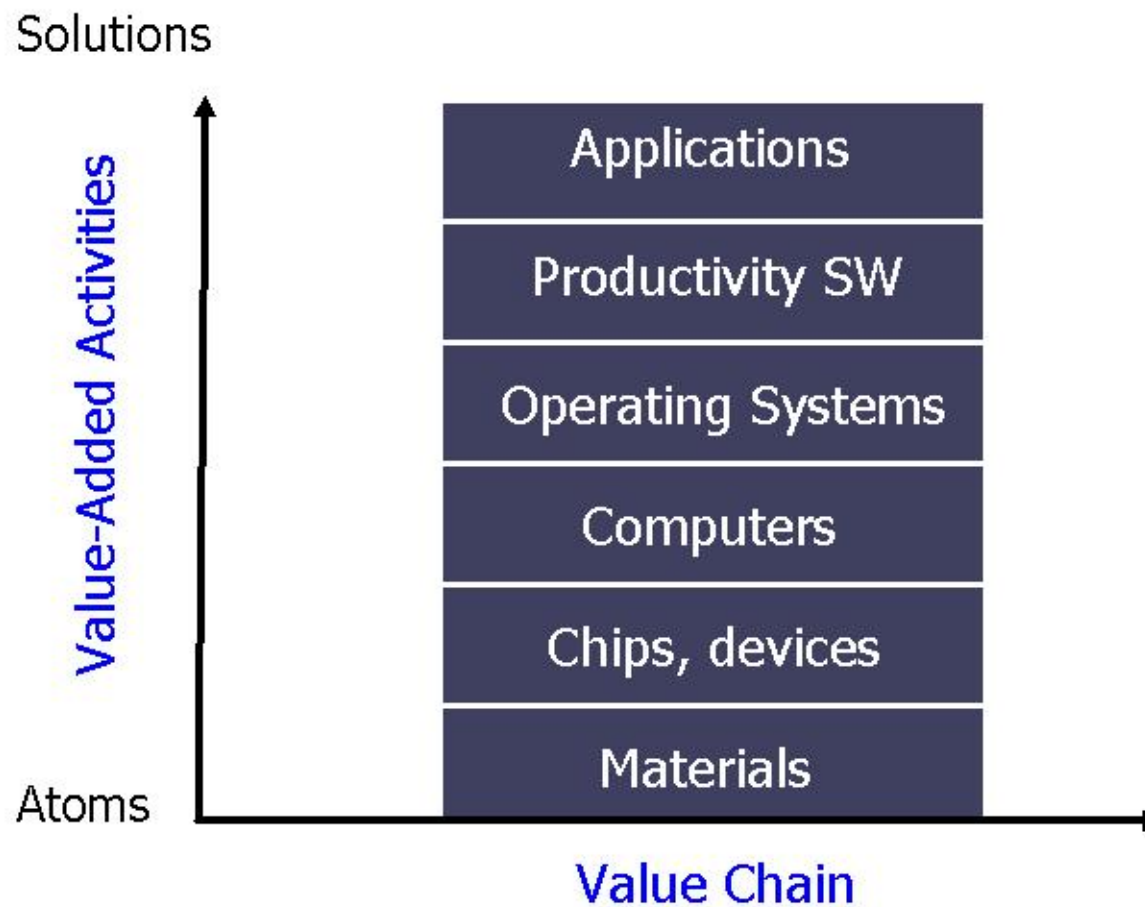 Solutions
Value-Added Activities
Applications
Productivity SW
Operating Systems
Computers
Chips, devices
Materials
Atoms
Value Chain